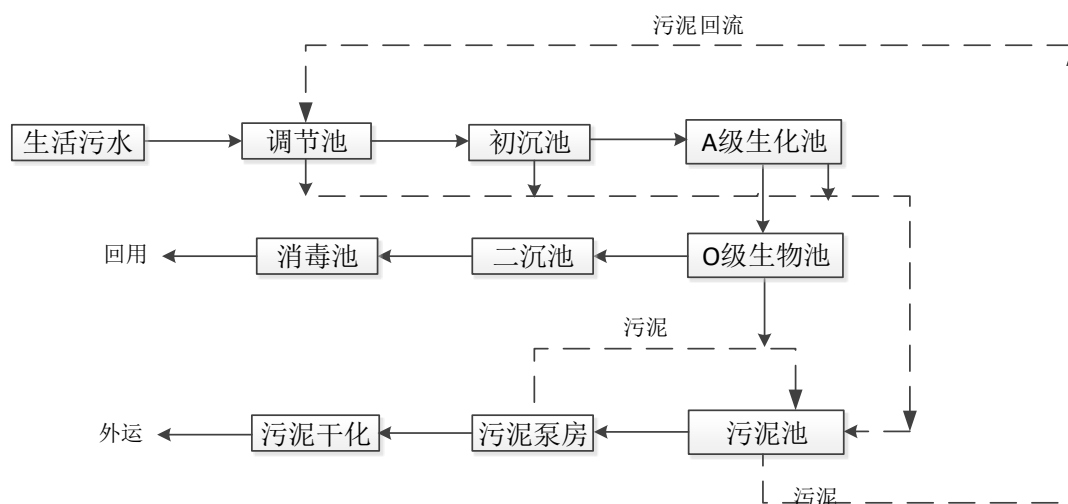 污泥回流
生活污水
调节池
初沉池
A级生化池
回用
消毒池
二沉池
O级生物池
污泥
外运
污泥干化
污泥泵房
污泥池
污泥